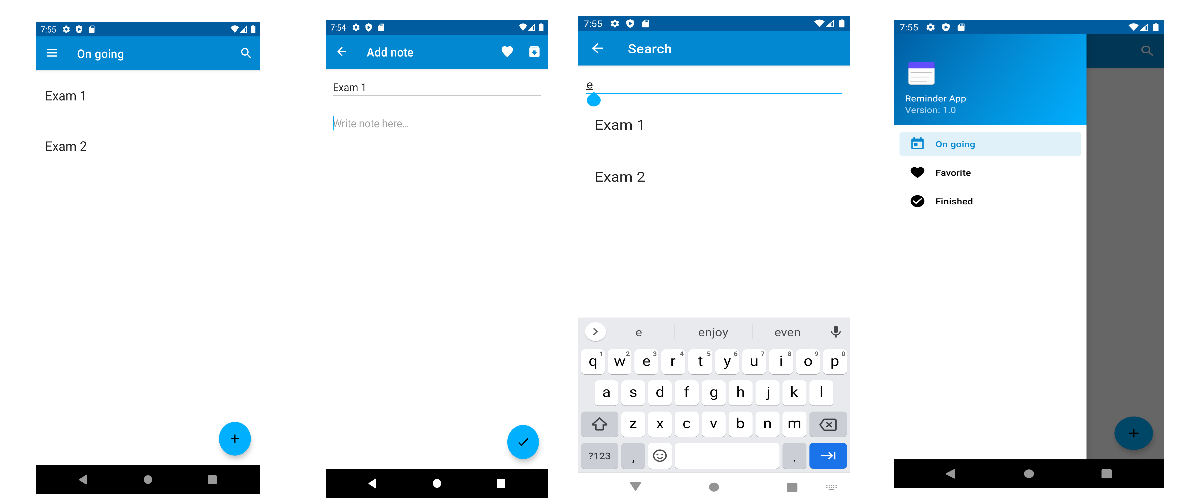 7:55
On going
Exam 1
Exam 2
7:54
Add note
Exam 1
Write note here...
7:55
Search
e
Exam 1
Exam 2
e enjoy even
q1 w2 e3 r4 t5 y6 u7 i8 o9 p0
a s d f g h j k l
z x c v b n m
?123 , .
7:55
Reminder App
Version: 1.0
On going
Favorite
Finished